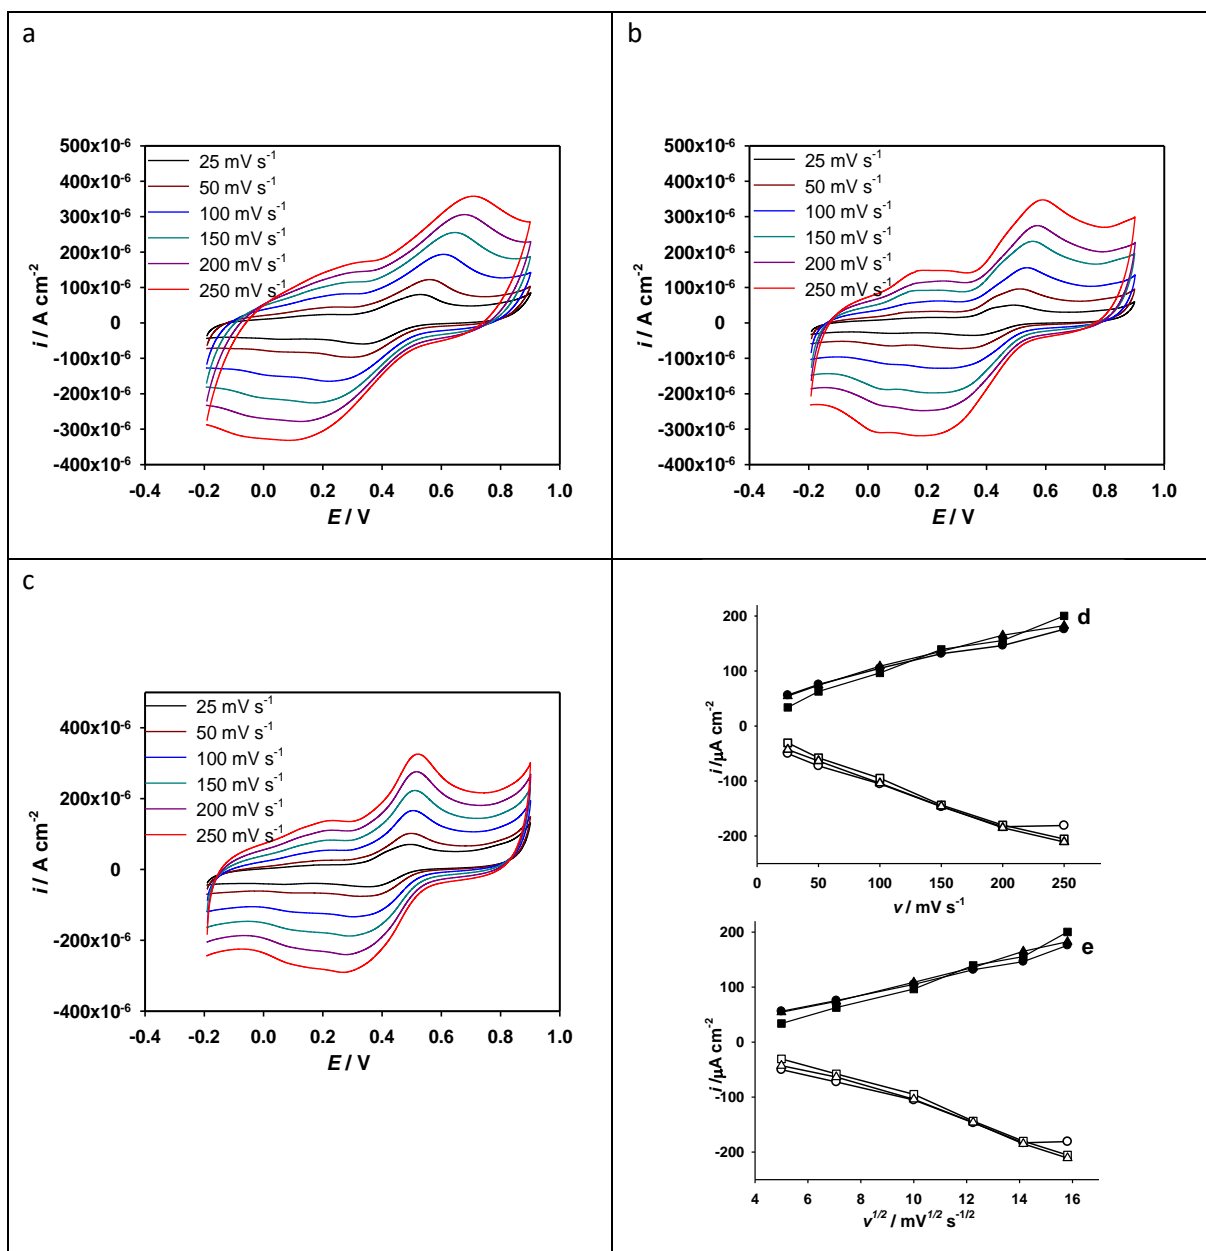 a
500x10⁻⁶
400x10⁻⁶
300x10⁻⁶
200x10⁻⁶
100x10⁻⁶
0
-100x10⁻⁶
-200x10⁻⁶
-300x10⁻⁶
-400x10⁻⁶
i / A cm⁻²
25 mV s⁻¹
50 mV s⁻¹
100 mV s⁻¹
150 mV s⁻¹
200 mV s⁻¹
250 mV s⁻¹
-0.4 -0.2 0.0 0.2 0.4 0.6 0.8 1.0
E / V
b
500x10⁻⁶
400x10⁻⁶
300x10⁻⁶
200x10⁻⁶
100x10⁻⁶
0
-100x10⁻⁶
-200x10⁻⁶
-300x10⁻⁶
-400x10⁻⁶
i / A cm⁻²
25 mV s⁻¹
50 mV s⁻¹
100 mV s⁻¹
150 mV s⁻¹
200 mV s⁻¹
250 mV s⁻¹
-0.4 -0.2 0.0 0.2 0.4 0.6 0.8 1.0
E / V
c
400x10⁻⁶
200x10⁻⁶
0
-200x10⁻⁶
-400x10⁻⁶
i / A cm⁻²
25 mV s⁻¹
50 mV s⁻¹
100 mV s⁻¹
150 mV s⁻¹
200 mV s⁻¹
250 mV s⁻¹
-0.4 -0.2 0.0 0.2 0.4 0.6 0.8 1.0
E / V
d
200
100
0
-100
-200
i /µA cm⁻²
0 50 100 150 200 250
v / mV s⁻¹
e
200
100
0
-100
-200
i /µA cm⁻²
4 6 8 10 12 14 16
v¹ᐟ² / mV¹ᐟ² s⁻¹ᐟ²